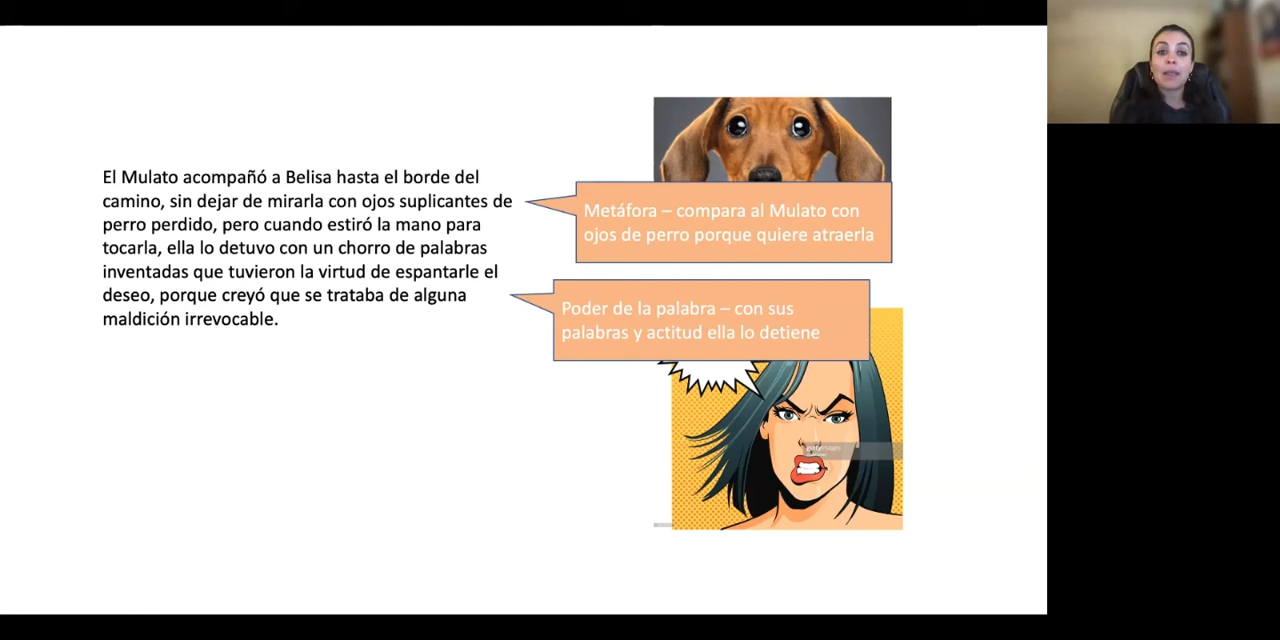 El Mulato acompañó a Belisa hasta el borde del
camino, sin dejar de mirarla con ojos suplicantes de
perro perdido, pero cuando estiró la mano para
tocarla, ella lo detuvo con un chorro de palabras
inventadas que tuvieron la virtud de espantarle el
deseo, porque creyó que se trataba de alguna
maldición irrevocable.
Metáfora – compara al Mulato con
ojos de perro porque quiere atraerla
Poder de la palabra – con sus
palabras y actitud ella lo detiene